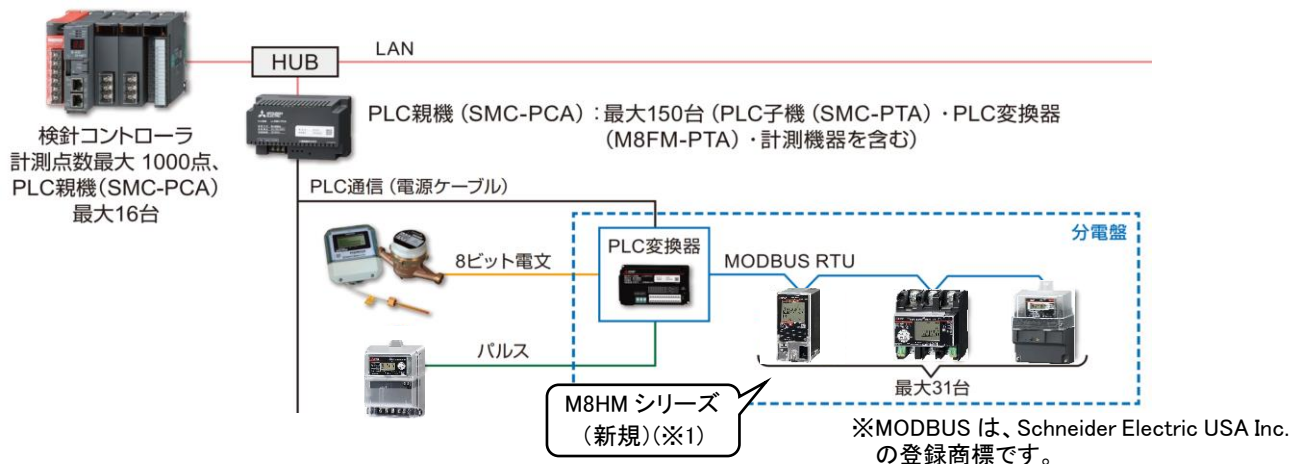 LAN
HUB
PLC親機（SMC-PCA）：最大150台（PLC子機（SMC-PTA）・PLC変換器
（M8FM-PTA）・計測機器を含む）
検針コントローラ
計測点数最大 1000点、
PLC親機（SMC-PCA）
最大16台
PLC通信（電源ケーブル）
分電盤
PLC変換器
8ビット電文
MODBUS RTU
パルス
最大31台
M8HM シリーズ
（新規）（※1）
※MODBUS は、Schneider Electric USA Inc.
の登録商標です。